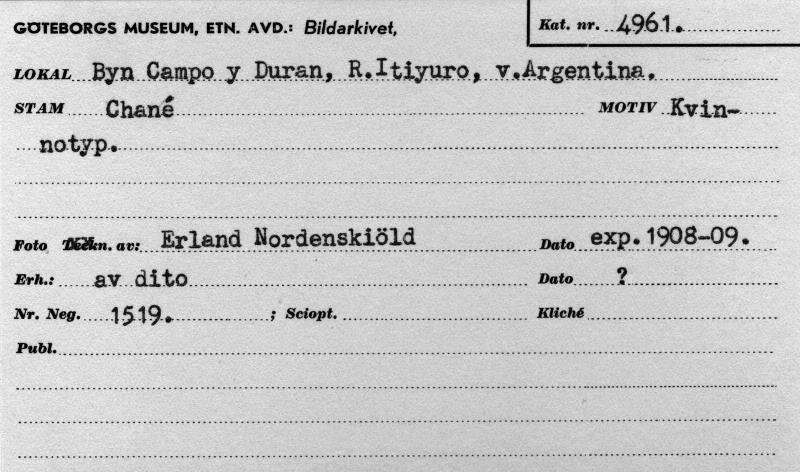 GÖTEBORGS MUSEUM, ETN. AVD.: Bildarkivet,
Kat. nr. 4961.
LOKAL Byn Campo y Duran, R.Itiyuro, v.Argentina.
STAM Chané MOTIV Kvin-
notyp.
Foto Teckn. av: Erland Nordenskiöld Dato exp.1908-09.
Erh.: av dito Dato ?
Nr. Neg. 1519. ; Sciopt. Kliché
Publ.